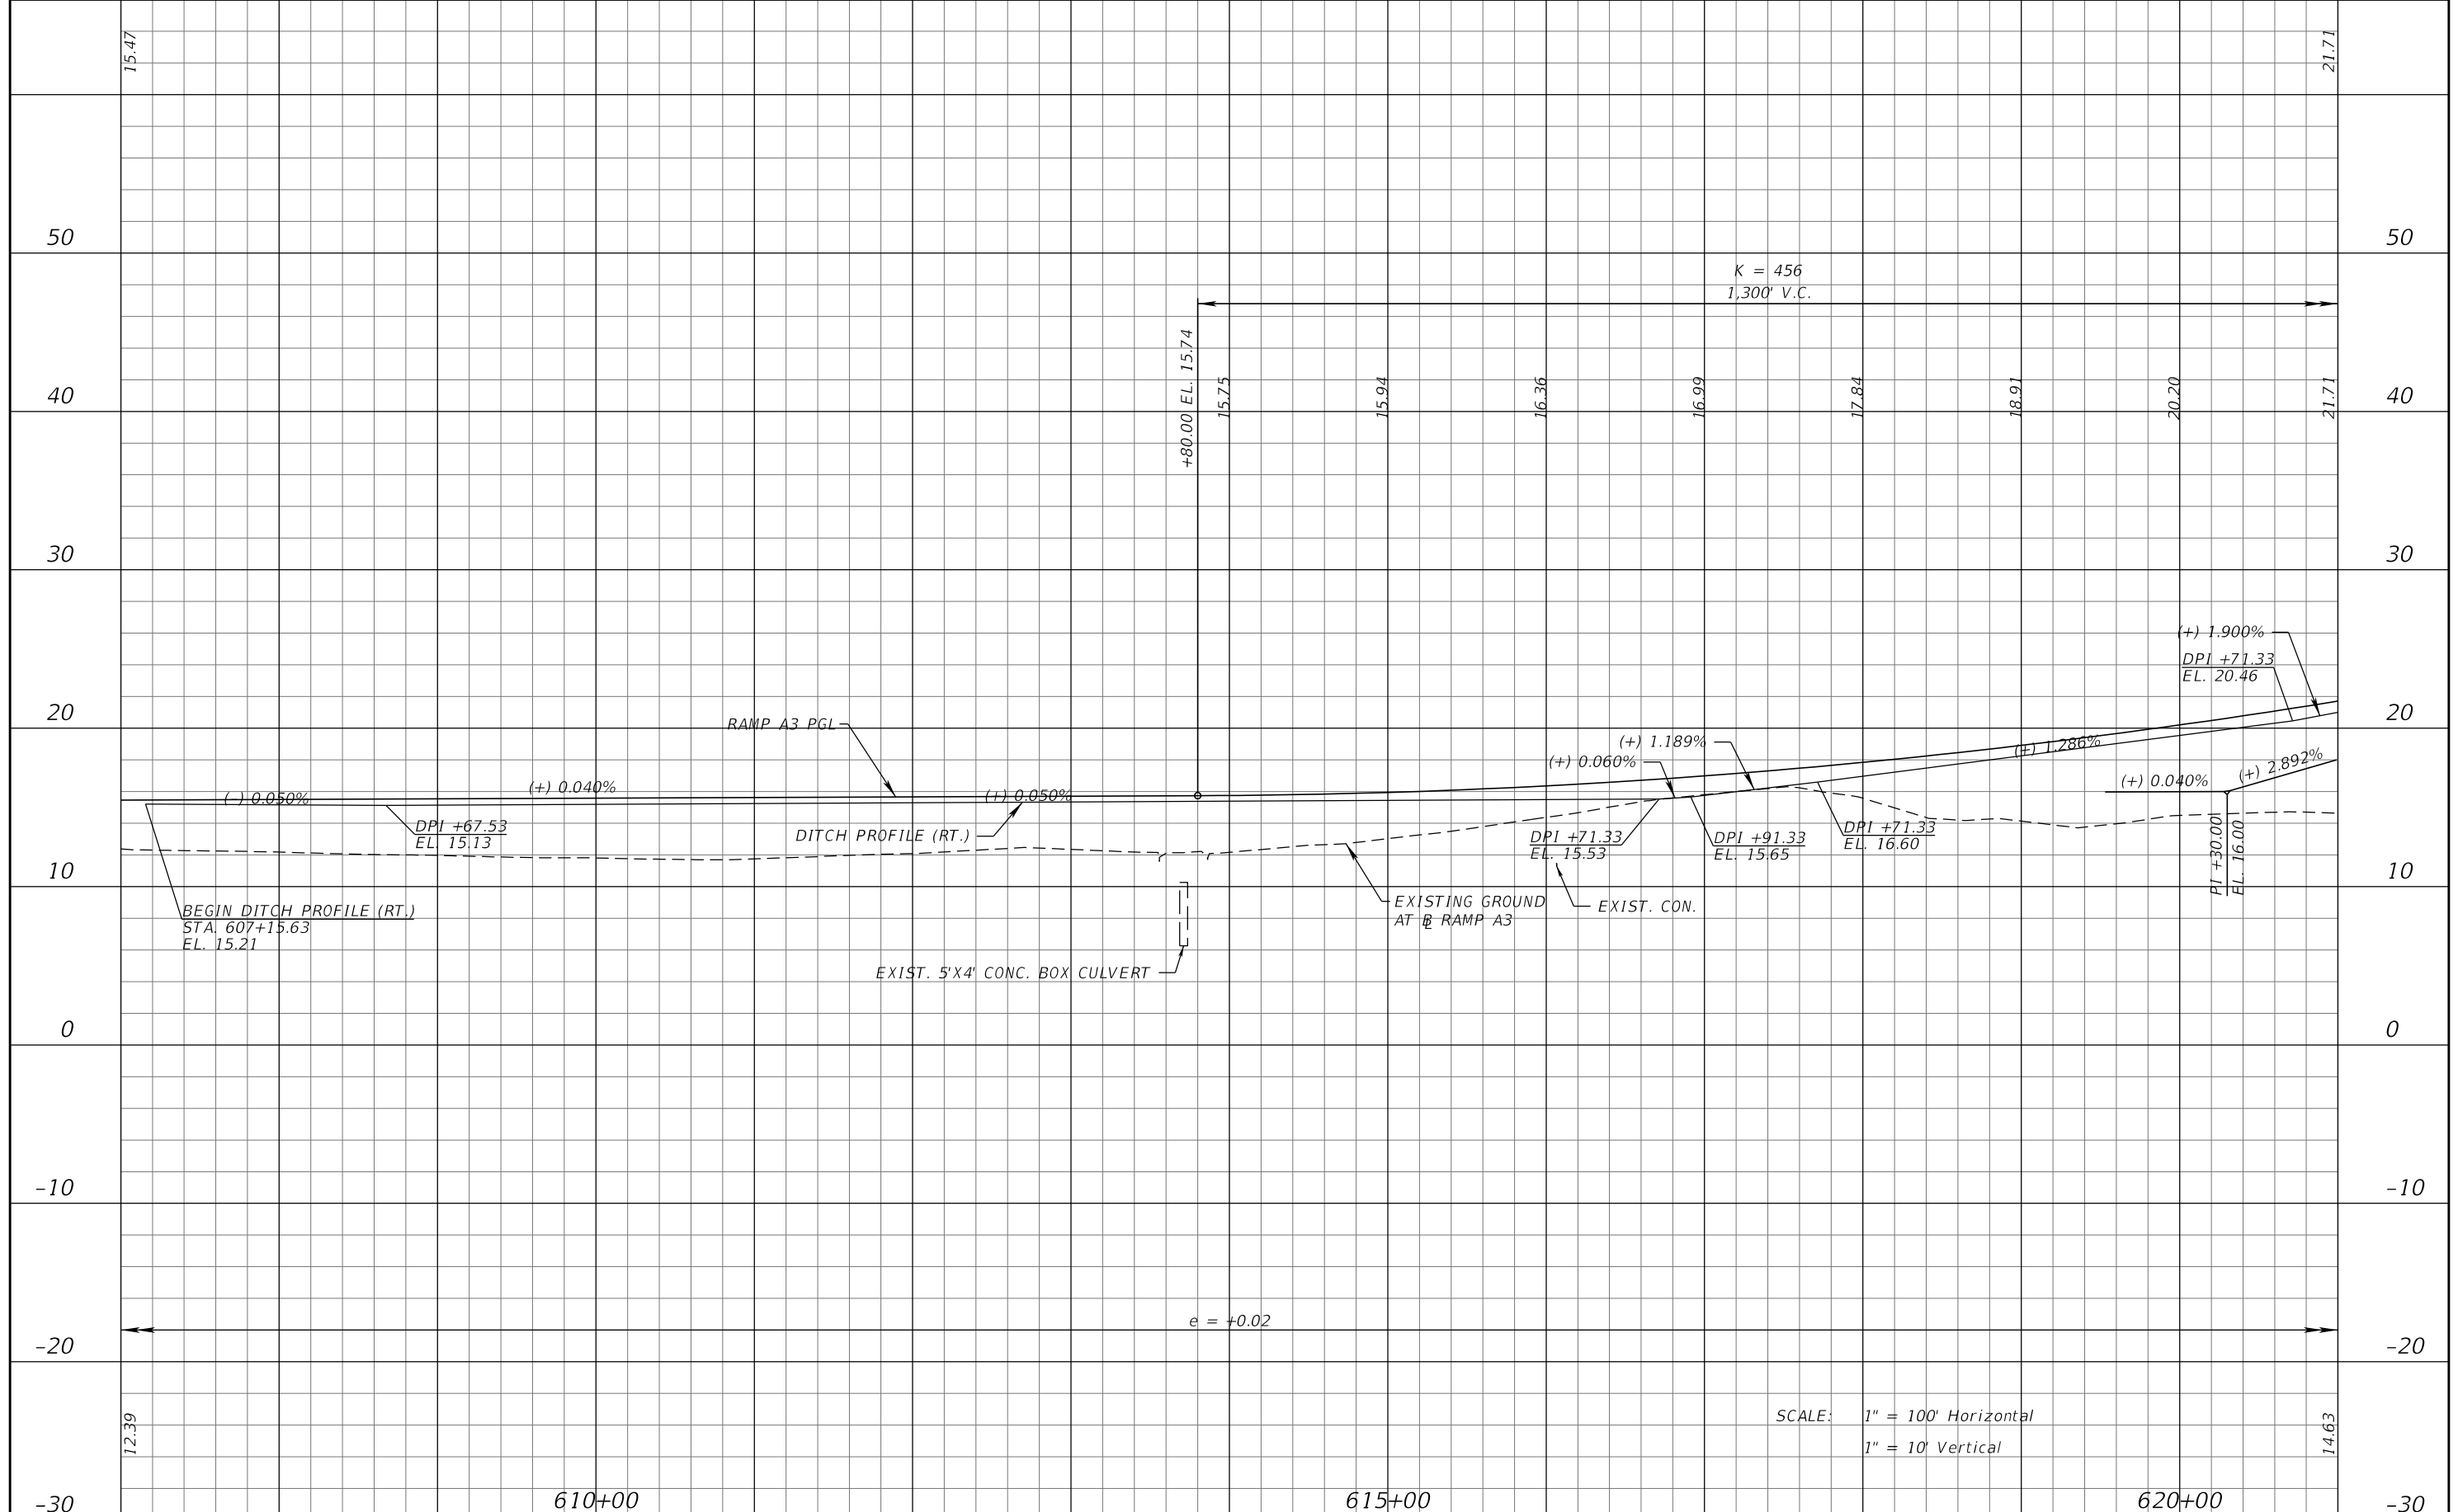 15.47
21.71
50
50
K = 456
1,300' V.C.
+80.00 EL. 15.74
15.75
15.94
16.36
16.99
17.84
18.91
20.20
21.71
40
40
30
30
(+) 1.900%
DPI +71.33
EL. 20.46
20
20
RAMP A3 PGL
(+) 1.189%
(+) 0.060%
(+) 1.286%
(+) 2.892%
(-) 0.050%
(+) 0.040%
(+) 0.050%
(+) 0.040%
DPI +67.53
EL. 15.13
DITCH PROFILE (RT.)
DPI +71.33
EL. 15.53
DPI +91.33
EL. 15.65
DPI +71.33
EL. 16.60
PI +30.00
EL. 16.00
10
10
BEGIN DITCH PROFILE (RT.)
STA. 607+15.63
EL. 15.21
EXISTING GROUND
AT BL RAMP A3
EXIST. CON.
EXIST. 5'X4' CONC. BOX CULVERT
0
0
-10
-10
e = +0.02
-20
-20
12.39
SCALE: 1" = 100' Horizontal
1" = 10' Vertical
14.63
-30
610+00
615+00
620+00
-30